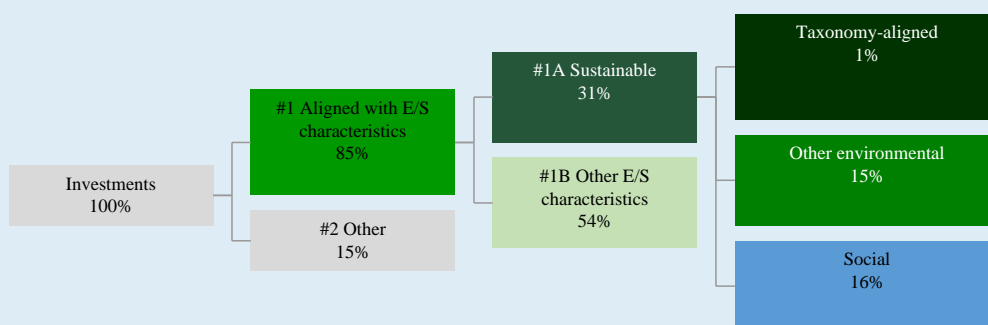 Investments
100%
#1 Aligned with E/S
characteristics
85%
#2 Other
15%
#1A Sustainable
31%
#1B Other E/S
characteristics
54%
Taxonomy-aligned
1%
Other environmental
15%
Social
16%